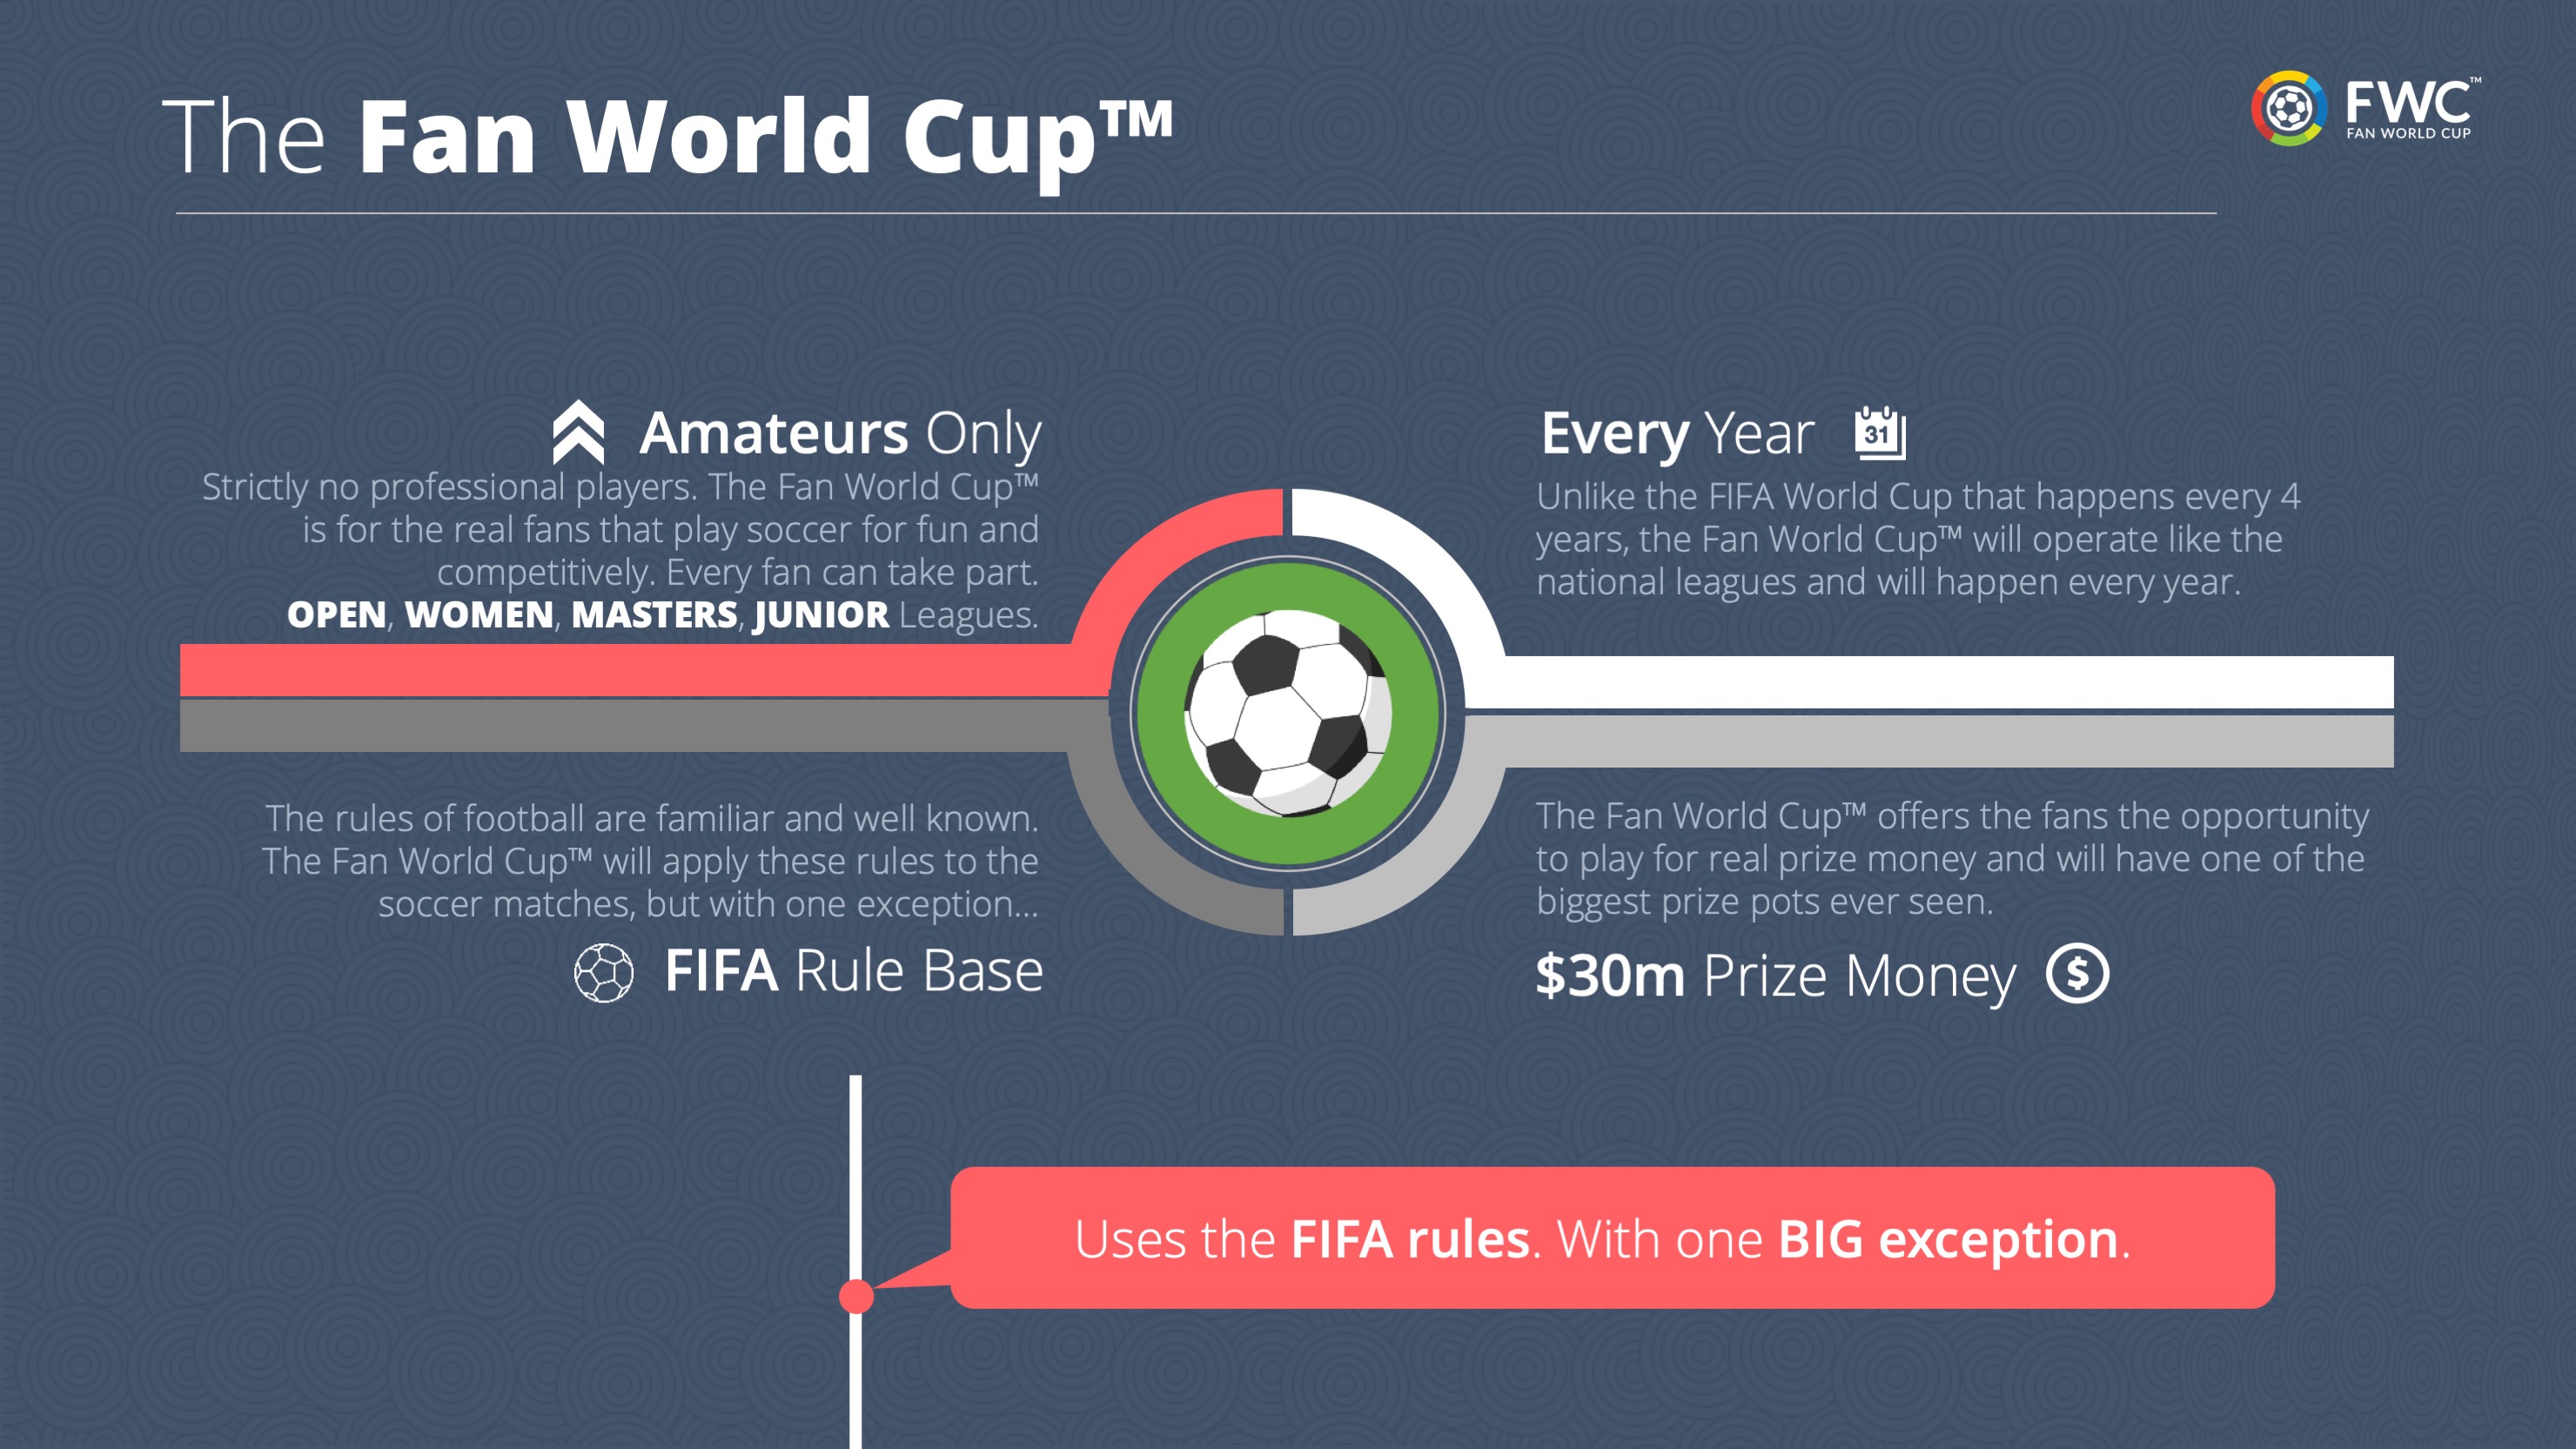 The Fan World Cup™
FWC™
FAN WORLD CUP
Amateurs Only
Strictly no professional players. The Fan World Cup™
is for the real fans that play soccer for fun and
competitively. Every fan can take part.
OPEN, WOMEN, MASTERS, JUNIOR Leagues.
Every Year
31
Unlike the FIFA World Cup that happens every 4
years, the Fan World Cup™ will operate like the
national leagues and will happen every year.
The rules of football are familiar and well known.
The Fan World Cup™ will apply these rules to the
soccer matches, but with one exception...
FIFA Rule Base
The Fan World Cup™ offers the fans the opportunity
to play for real prize money and will have one of the
biggest prize pots ever seen.
$30m Prize Money
$
Uses the FIFA rules. With one BIG exception.